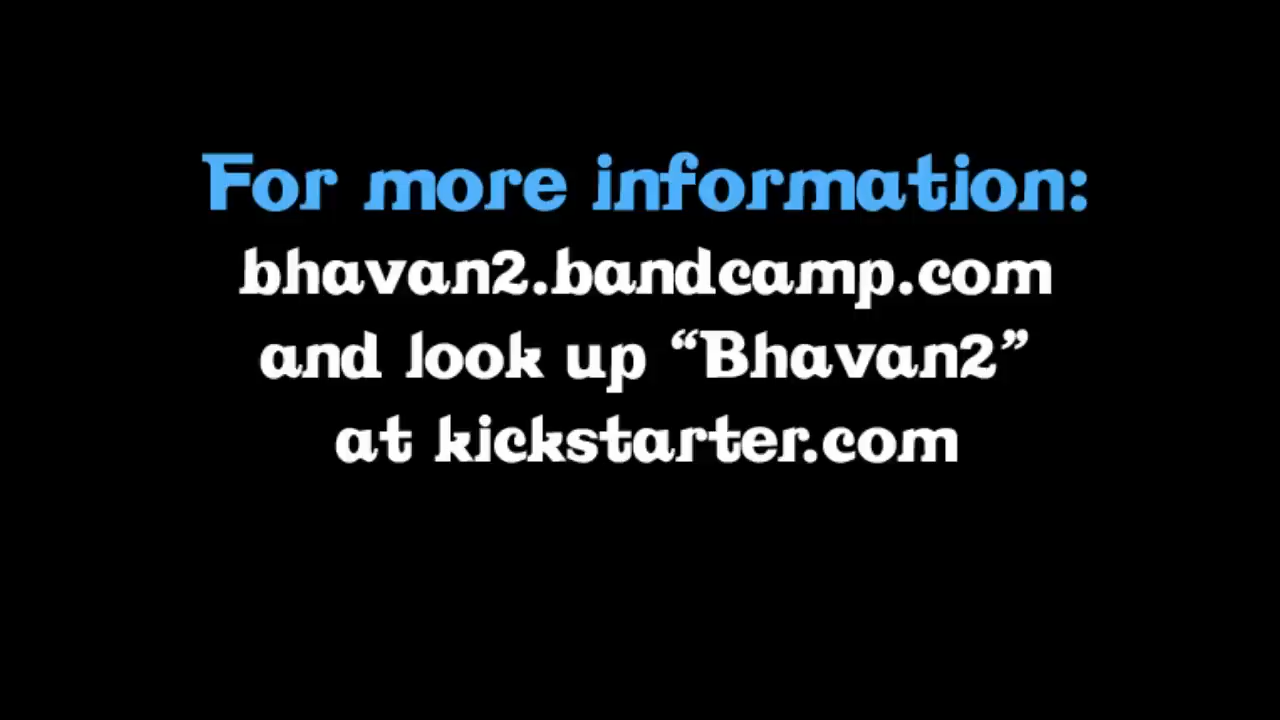 For more information:
bhavan2.bandcamp.com
and look up “Bhavan2”
at kickstarter.com